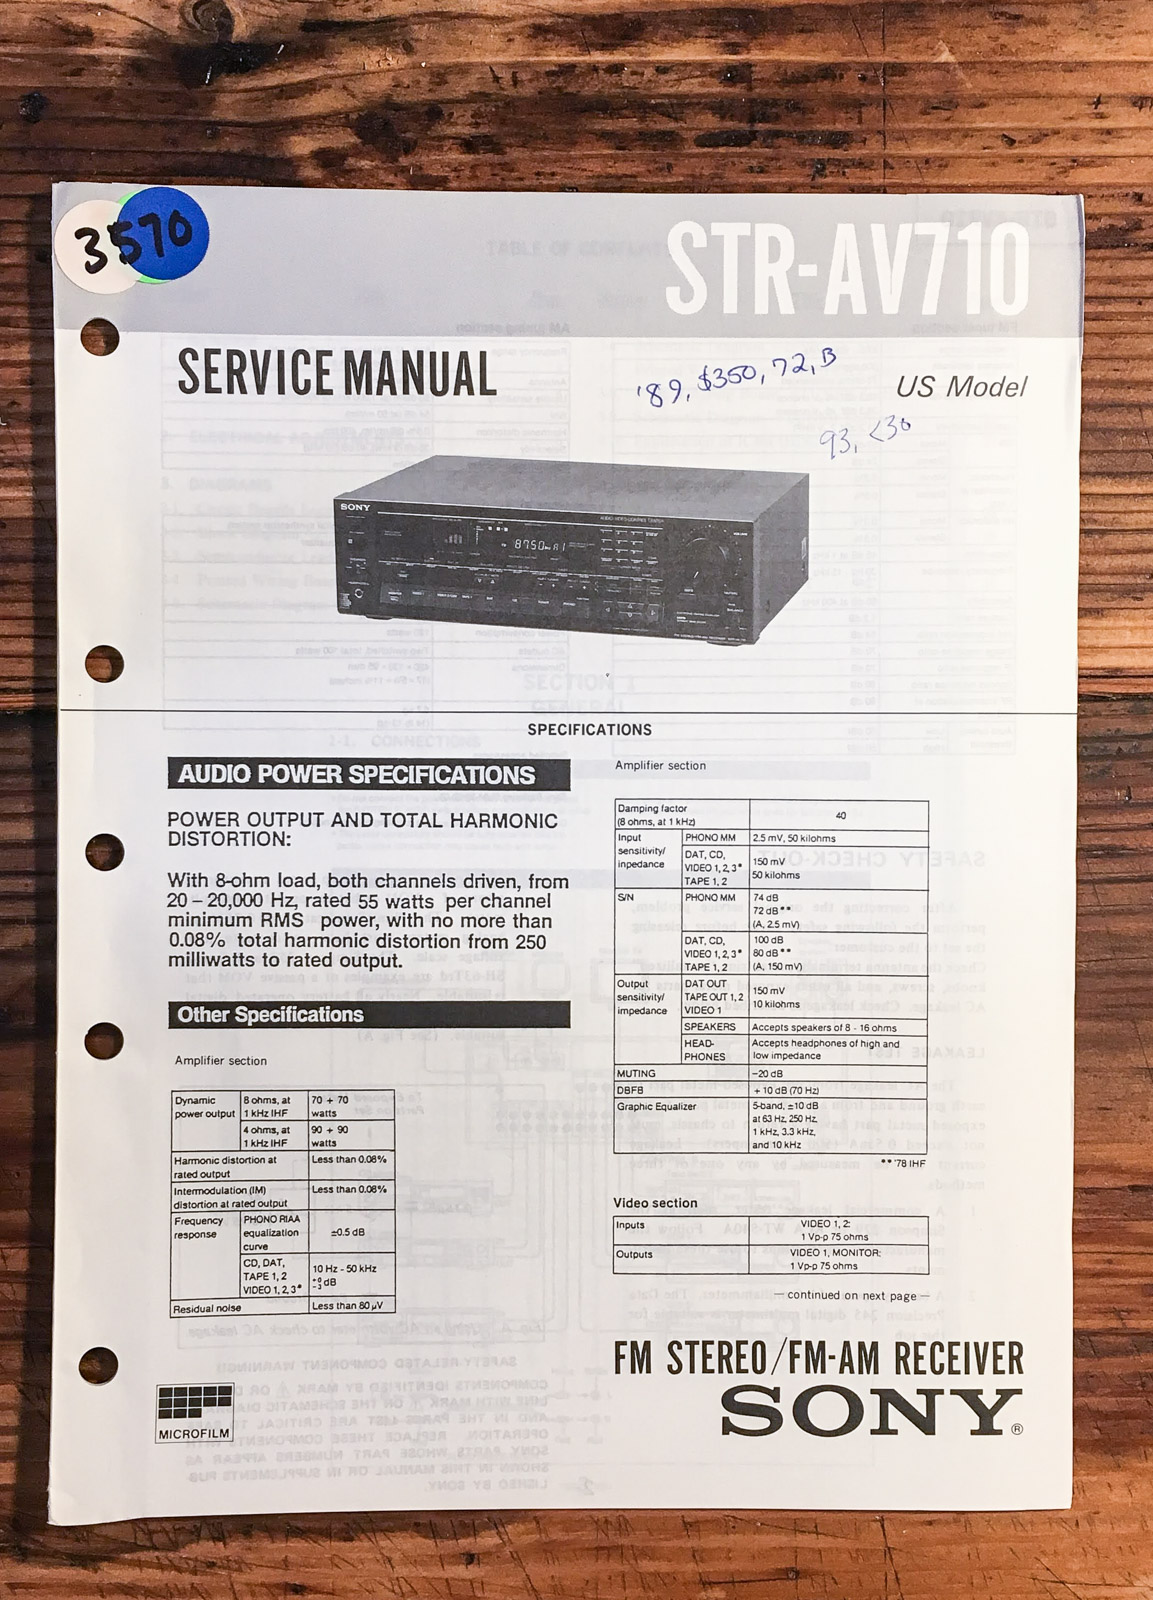 3570
STR-AV710
SERVICE MANUAL
'89, $350, 72, B
US Model
93, <30
SONY
8750 A1
SPECIFICATIONS
AUDIO POWER SPECIFICATIONS
POWER OUTPUT AND TOTAL HARMONIC
DISTORTION:
With 8-ohm load, both channels driven, from
20 – 20,000 Hz, rated 55 watts per channel
minimum RMS power, with no more than
0.08% total harmonic distortion from 250
milliwatts to rated output.
Other Specifications
Amplifier section
Dynamic power output
8 ohms, at 1 kHz IHF
70 + 70 watts
4 ohms, at 1 kHz IHF
90 + 90 watts
Harmonic distortion at rated output
Less than 0.08%
Intermodulation (IM) distortion at rated output
Less than 0.08%
Frequency response
PHONO RIAA equalization curve
±0.5 dB
CD, DAT, TAPE 1, 2 VIDEO 1, 2, 3*
10 Hz - 50 kHz +0 -3 dB
Residual noise
Less than 80 µV
Amplifier section
Damping factor (8 ohms, at 1 kHz)
40
Input sensitivity/ inpedance
PHONO MM
2.5 mV, 50 kilohms
DAT, CD, VIDEO 1, 2, 3* TAPE 1, 2
150 mV 50 kilohms
S/N
PHONO MM
74 dB
72 dB**
(A, 2.5 mV)
DAT, CD, VIDEO 1, 2, 3* TAPE 1, 2
100 dB
80 dB**
(A, 150 mV)
Output sensitivity/ impedance
DAT OUT TAPE OUT 1, 2 VIDEO 1
150 mV 10 kilohms
SPEAKERS
Accepts speakers of 8 - 16 ohms
HEAD-PHONES
Accepts headphones of high and low impedance
MUTING
–20 dB
DBFB
+ 10 dB (70 Hz)
Graphic Equalizer
5-band, ±10 dB
at 63 Hz, 250 Hz,
1 kHz, 3.3 kHz,
and 10 kHz
**'78 IHF
Video section
Inputs
VIDEO 1, 2:
1 Vp-p 75 ohms
Outputs
VIDEO 1, MONITOR:
1 Vp-p 75 ohms
— continued on next page —
MICROFILM
FM STEREO/FM-AM RECEIVER
SONY®